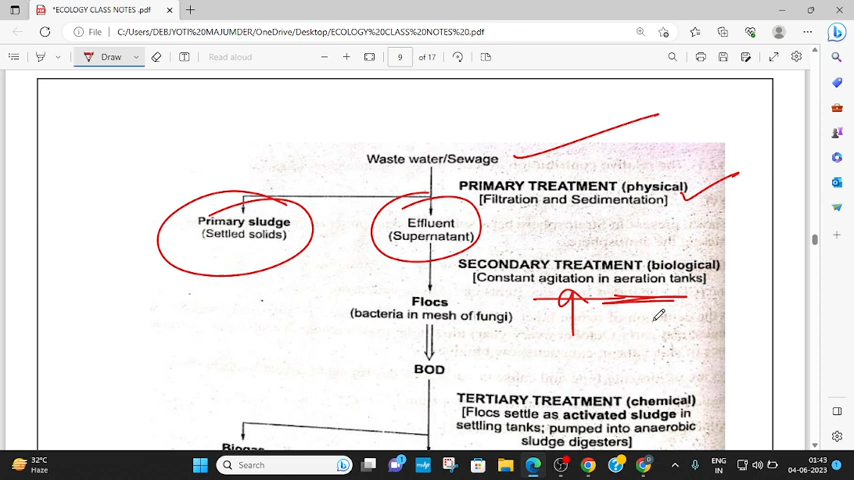 *ECOLOGY CLASS NOTES .pdf
File
C:/Users/DEBJYOTI%20MAJUMDER/OneDrive/Desktop/ECOLOGY%20CLASS%20NOTES%20.pdf
Draw
Read aloud
9
of 17
Waste water/Sewage
PRIMARY TREATMENT (physical)
[Filtration and Sedimentation]
Primary sludge
(Settled solids)
Effluent
(Supernatant)
SECONDARY TREATMENT (biological)
[Constant agitation in aeration tanks]
Flocs
(bacteria in mesh of fungi)
BOD
TERTIARY TREATMENT (chemical)
[Flocs settle as activated sludge in
settling tanks; pumped into anaerobic
sludge digesters]
Biogas
32°C
Haze
Search
ENG
IN
01:43
04-06-2023